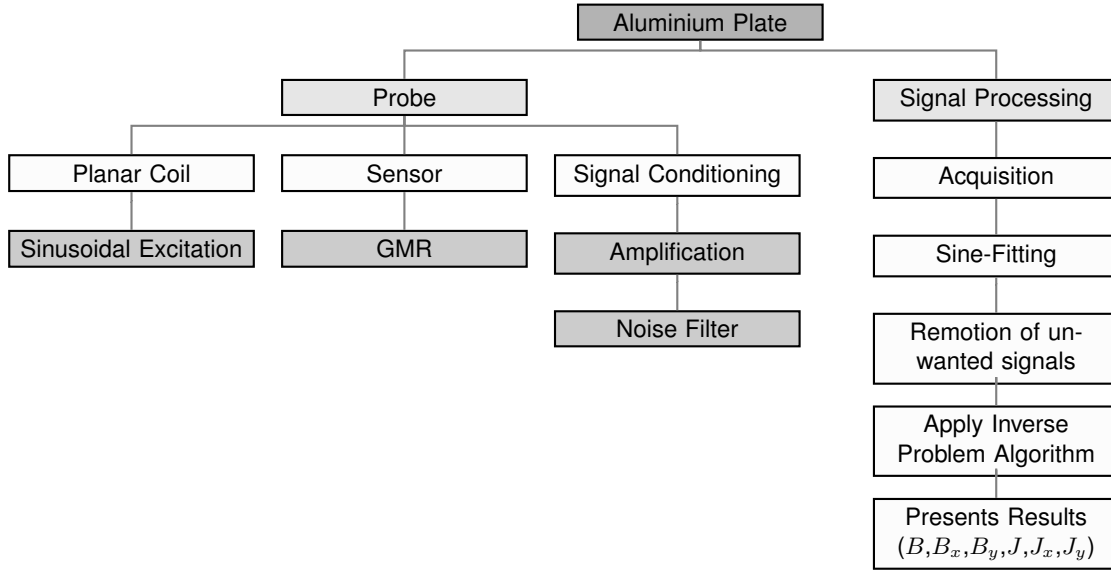 Aluminium Plate
Probe
Signal Processing
Planar Coil
Sensor
Signal Conditioning
Acquisition
Sinusoidal Excitation
GMR
Amplification
Sine-Fitting
Noise Filter
Remotion of un-
wanted signals
Apply Inverse
Problem Algorithm
Presents Results
(B,Bx,By,J,Jx,Jy)